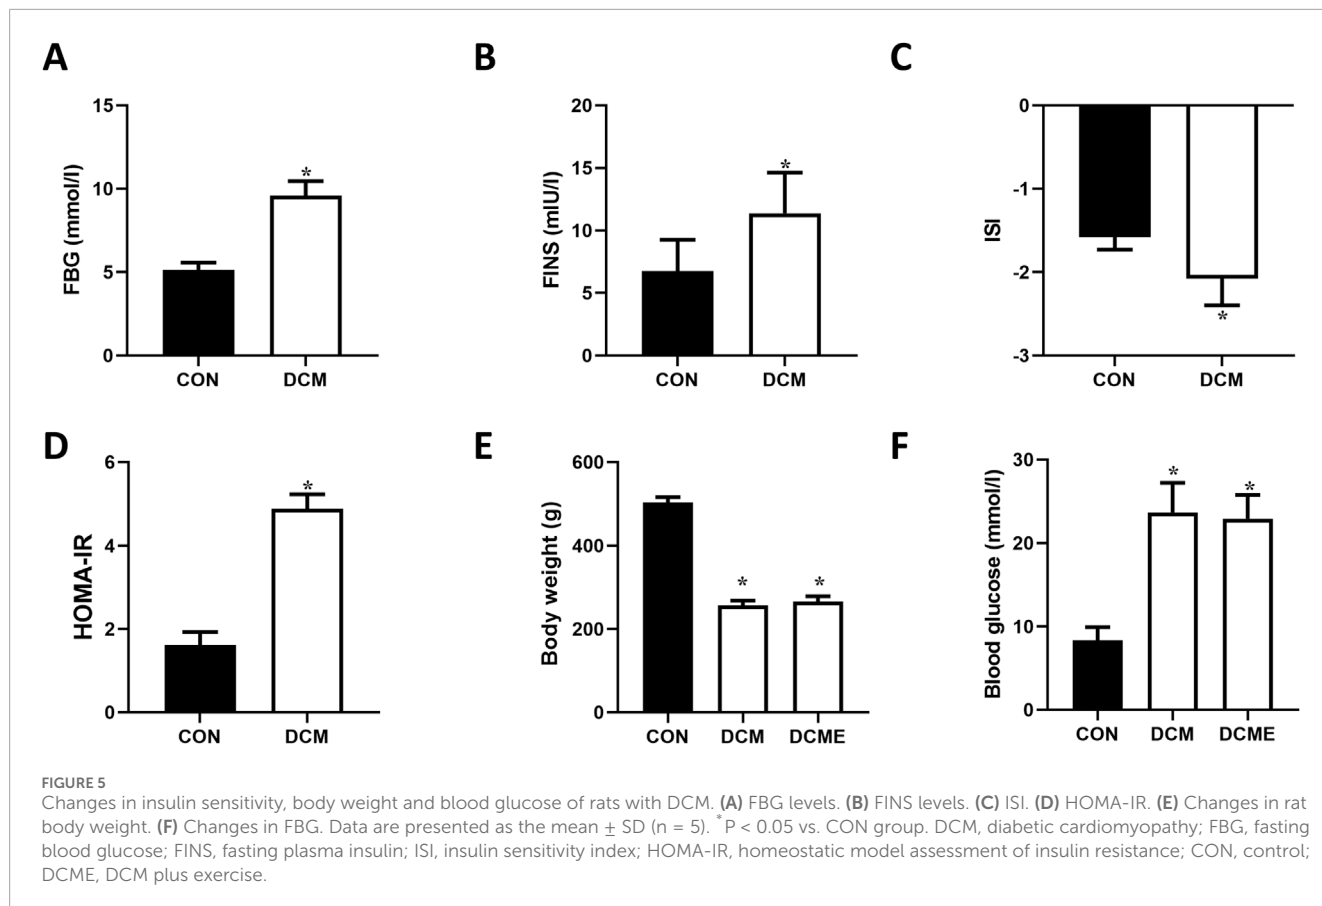 A
FBG (mmol/l)
15
10
5
0
*
CON DCM
B
FINS (mIU/l)
20
15
10
5
0
*
CON DCM
C
ISI
0
-1
-2
-3
*
CON DCM
D
HOMA-IR
6
4
2
0
*
CON DCM
E
Body weight (g)
600
400
200
0
* *
CON DCM DCME
F
Blood glucose (mmol/l)
30
20
10
0
* *
CON DCM DCME
FIGURE 5
Changes in insulin sensitivity, body weight and blood glucose of rats with DCM. (A) FBG levels. (B) FINS levels. (C) ISI. (D) HOMA-IR. (E) Changes in rat
body weight. (F) Changes in FBG. Data are presented as the mean ± SD (n = 5). *P < 0.05 vs. CON group. DCM, diabetic cardiomyopathy; FBG, fasting
blood glucose; FINS, fasting plasma insulin; ISI, insulin sensitivity index; HOMA-IR, homeostatic model assessment of insulin resistance; CON, control;
DCME, DCM plus exercise.